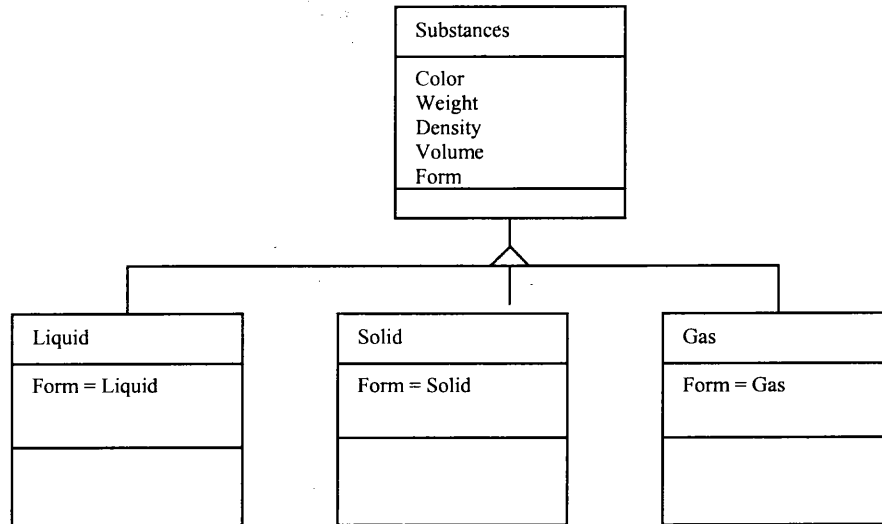 Substances
Color
Weight
Density
Volume
Form
Liquid
Form = Liquid
Solid
Form = Solid
Gas
Form = Gas